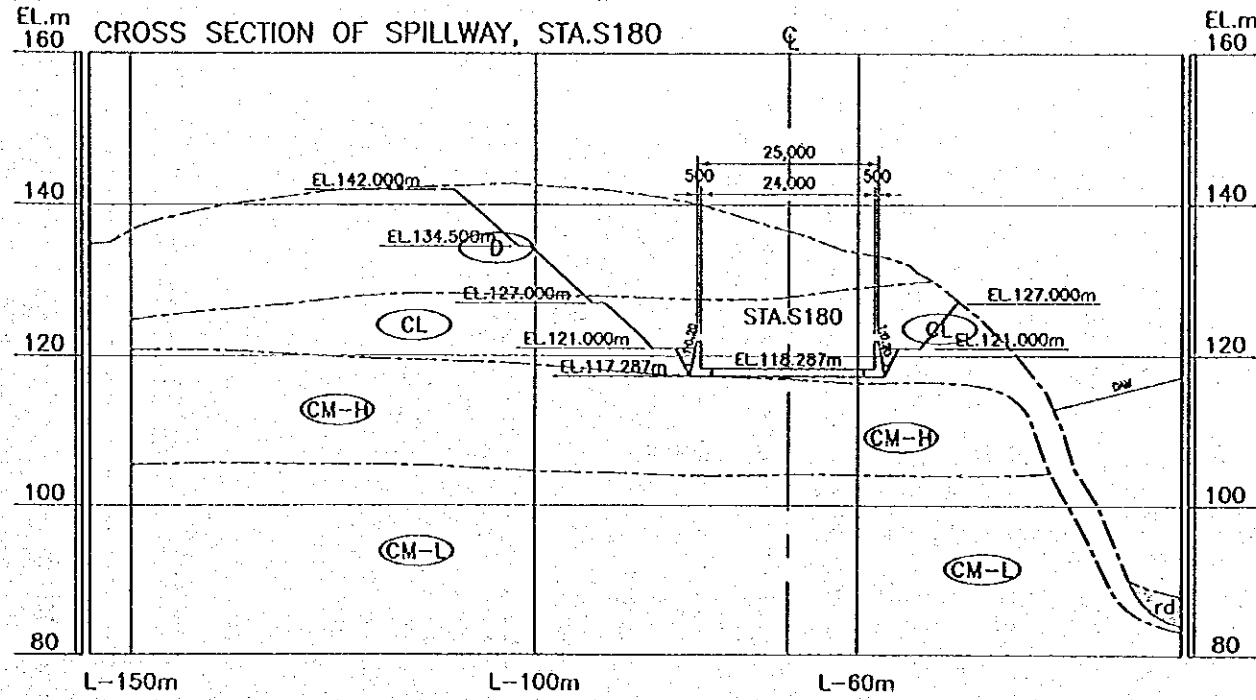 EL.m
160
CROSS SECTION OF SPILLWAY, STA.S180
℄
EL.m
160
25,000
500
24,000
500
EL.142.000m
140
140
EL.134.500m
D
EL.127.000m
EL.127.000m
CL
STA.S180
CL
EL.121.000m
EL.121.000m
120
EL.118.287m
120
EL.117.287m
CM-H
CM-H
100
100
CM-L
CM-L
rd
80
80
L-150m
L-100m
L-60m